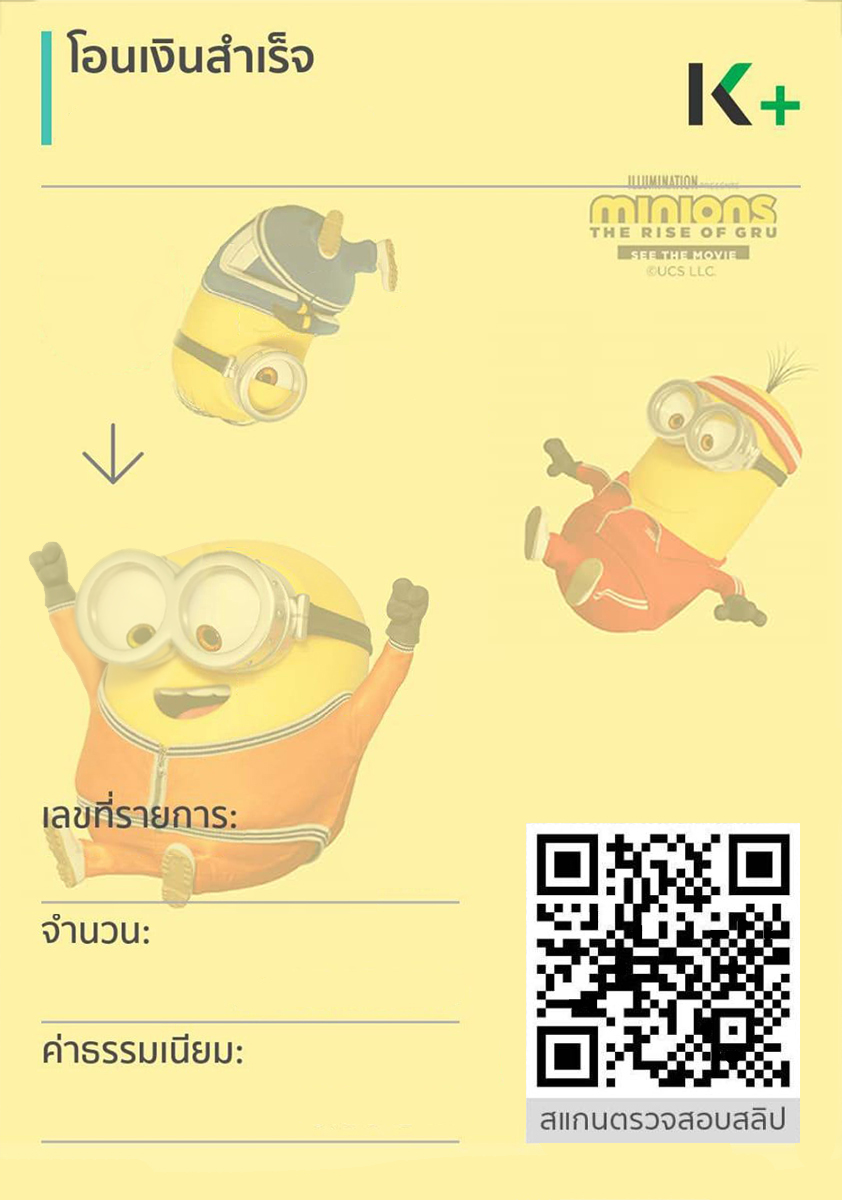 โอนเงินสำเร็จ
K+
ILLUMINATION PRESENTS
minions
THE RISE OF GRU
SEE THE MOVIE
©UCS LLC.
เลขที่รายการ:
จำนวน:
ค่าธรรมเนียม:
สแกนตรวจสอบสลิป